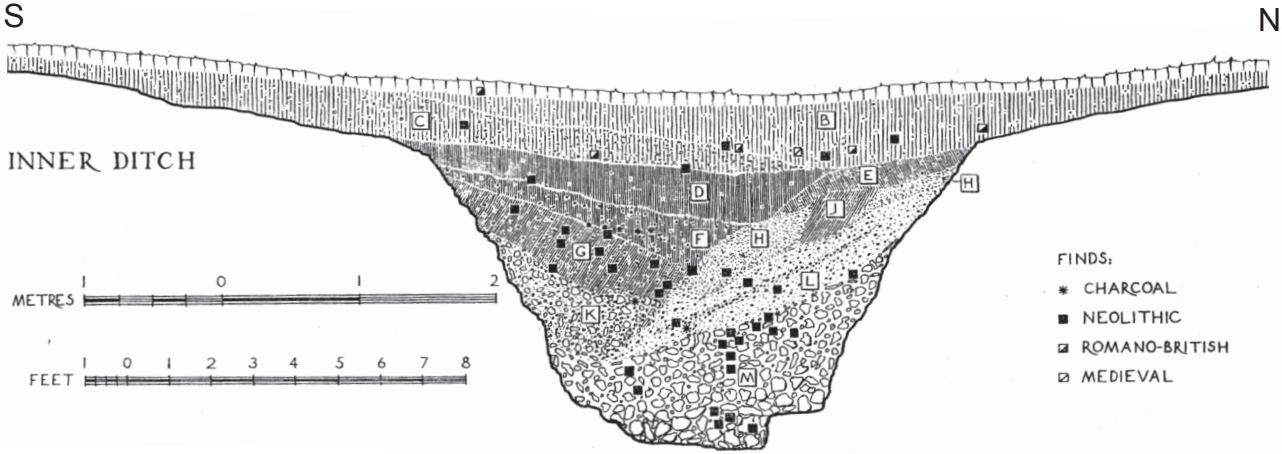 S N
INNER DITCH
C B
D E H
F H J
G
L
K
M
1 0 1 2
METRES
1 0 1 2 3 4 5 6 7 8
FEET
FINDS:
CHARCOAL
NEOLITHIC
ROMANO-BRITISH
MEDIEVAL